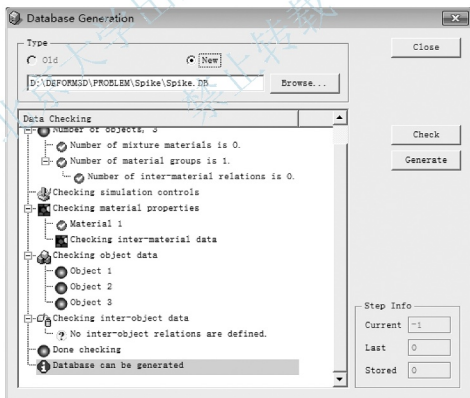 Database Generation
Type
Old
New
D:\DEFORM3D\PROBLEM\Spike\Spike.DB
Browse...
Close
Data Checking
Number of objects, 3
Number of mixture materials is 0.
Number of material groups is 1.
Number of inter-material relations is 0.
Checking simulation controls
Checking material properties
Material 1
Checking inter-material data
Checking object data
Object 1
Object 2
Object 3
Checking inter-object data
No inter-object relations are defined.
Done checking
Database can be generated
Check
Generate
Step Info
Current -1
Last 0
Stored 0